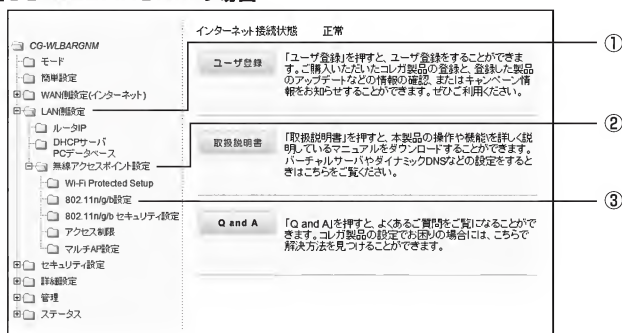 インターネット接続状態 正常
①
②
③
CG-WLBARGNM
モード
簡単設定
WAN側設定(インターネット)
LAN側設定
ルータIP
DHCPサーバ
PCデータベース
無線アクセスポイント設定
Wi-Fi Protected Setup
802.11n/g/b設定
802.11n/g/b セキュリティ設定
アクセス制限
マルチAP設定
セキュリティ設定
詳細設定
管理
ステータス
ユーザ登録
「ユーザ登録」を押すと、ユーザ登録をすることができま
す。ご購入いただいたコレガ製品の登録と、登録した製品
のアップデートなどの情報の確認、またはキャンペーン情
報をお知らせすることができます。ぜひご利用ください。
取扱説明書
「取扱説明書」を押すと、本製品の操作や機能を詳しく説
明しているマニュアルをダウンロードすることができます。
バーチャルサーバやダイナミックDNSなどの設定をすると
きはこちらをご覧ください。
Q and A
「Q and A」を押すと、よくあるご質問をご覧になることがで
きます。コレガ製品の設定でお困りの場合には、こちらで
解決方法を見つけることができます。